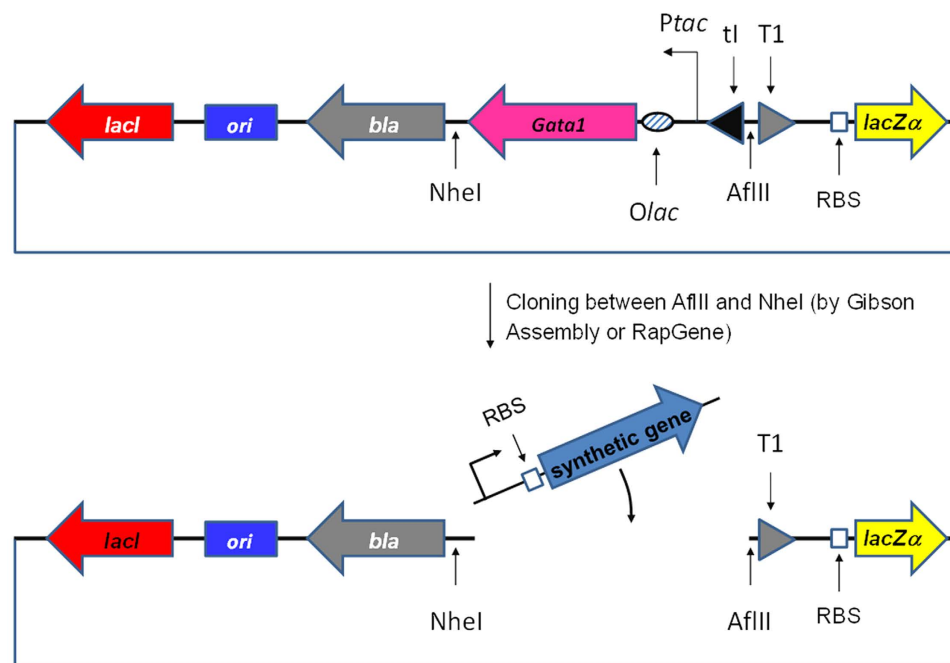 Ptac tI T1
lacI ori bla Gata1 lacZα
NheI Olac AflII RBS
Cloning between AflII and NheI (by Gibson
Assembly or RapGene)
RBS
synthetic gene
T1
lacI ori bla lacZα
NheI AflII RBS